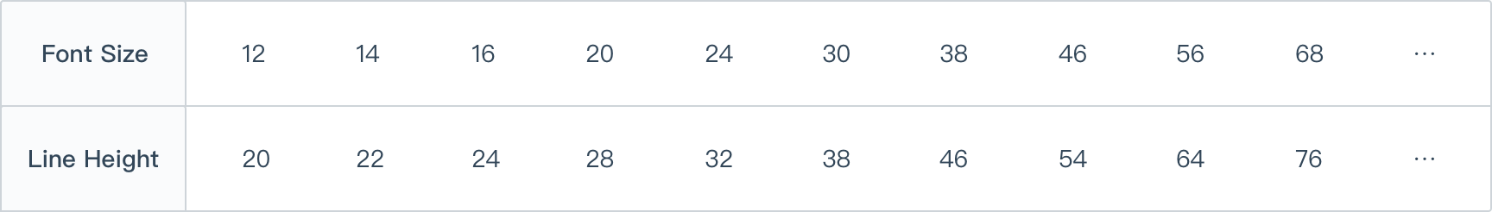 Font Size 12 14 16 20 24 30 38 46 56 68 ···
Line Height 20 22 24 28 32 38 46 54 64 76 ···